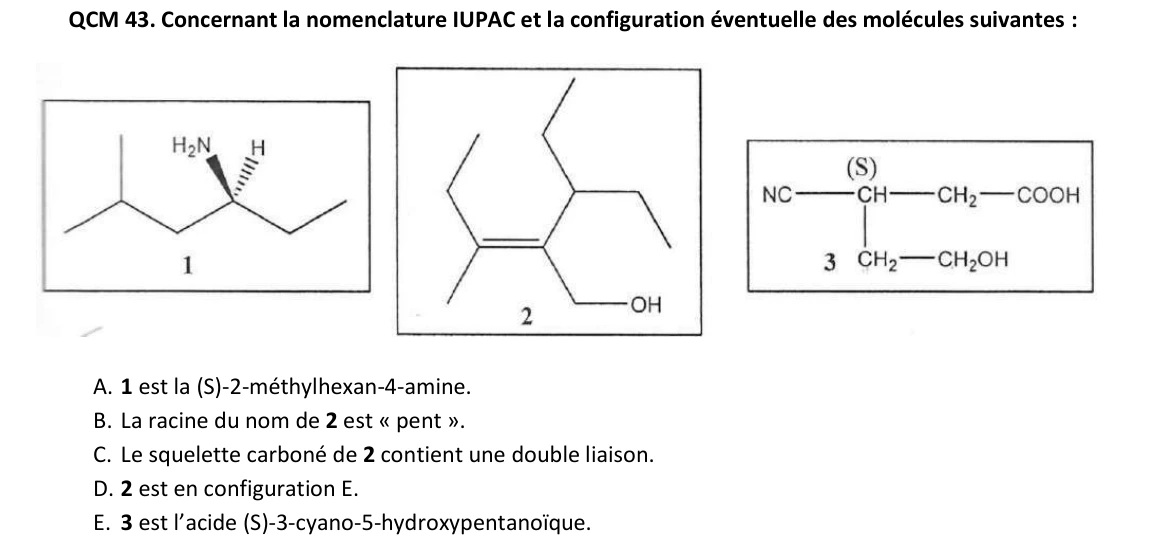 QCM 43. Concernant la nomenclature IUPAC et la configuration éventuelle des molécules suivantes :
H₂N H
1
OH
2
(S)
NC CH CH₂ COOH
3 CH₂ CH₂OH
A. 1 est la (S)-2-méthylhexan-4-amine.
B. La racine du nom de 2 est « pent ».
C. Le squelette carboné de 2 contient une double liaison.
D. 2 est en configuration E.
E. 3 est l’acide (S)-3-cyano-5-hydroxypentanoïque.